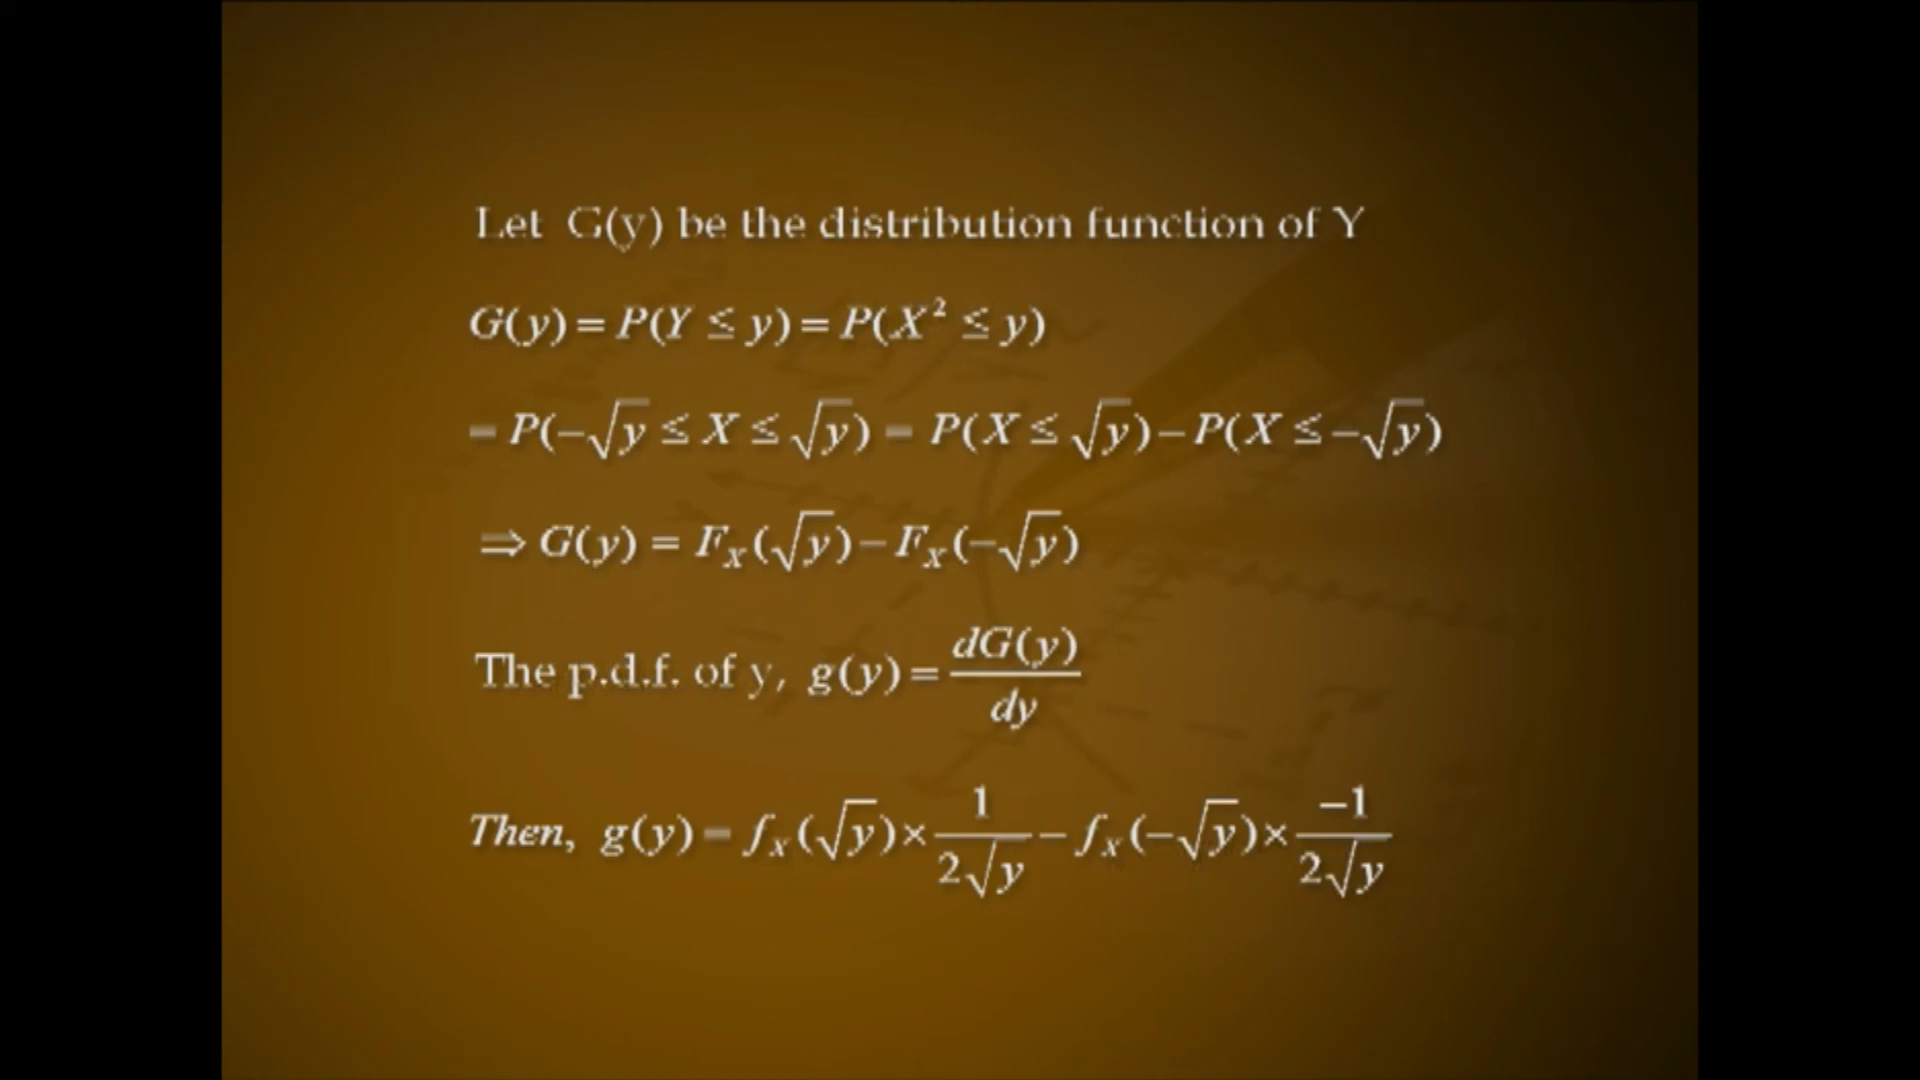 Let G(y) be the distribution function of Y
G(y) = P(Y ≤ y) = P(X² ≤ y)
= P(−√y ≤ X ≤ √y) = P(X ≤ √y) − P(X ≤ −√y)
⇒ G(y) = F_X(√y) − F_X(−√y)
The p.d.f. of y, g(y) = dG(y)/dy
Then, g(y) = f_X(√y) × 1/(2√y) − f_X(−√y) × −1/(2√y)